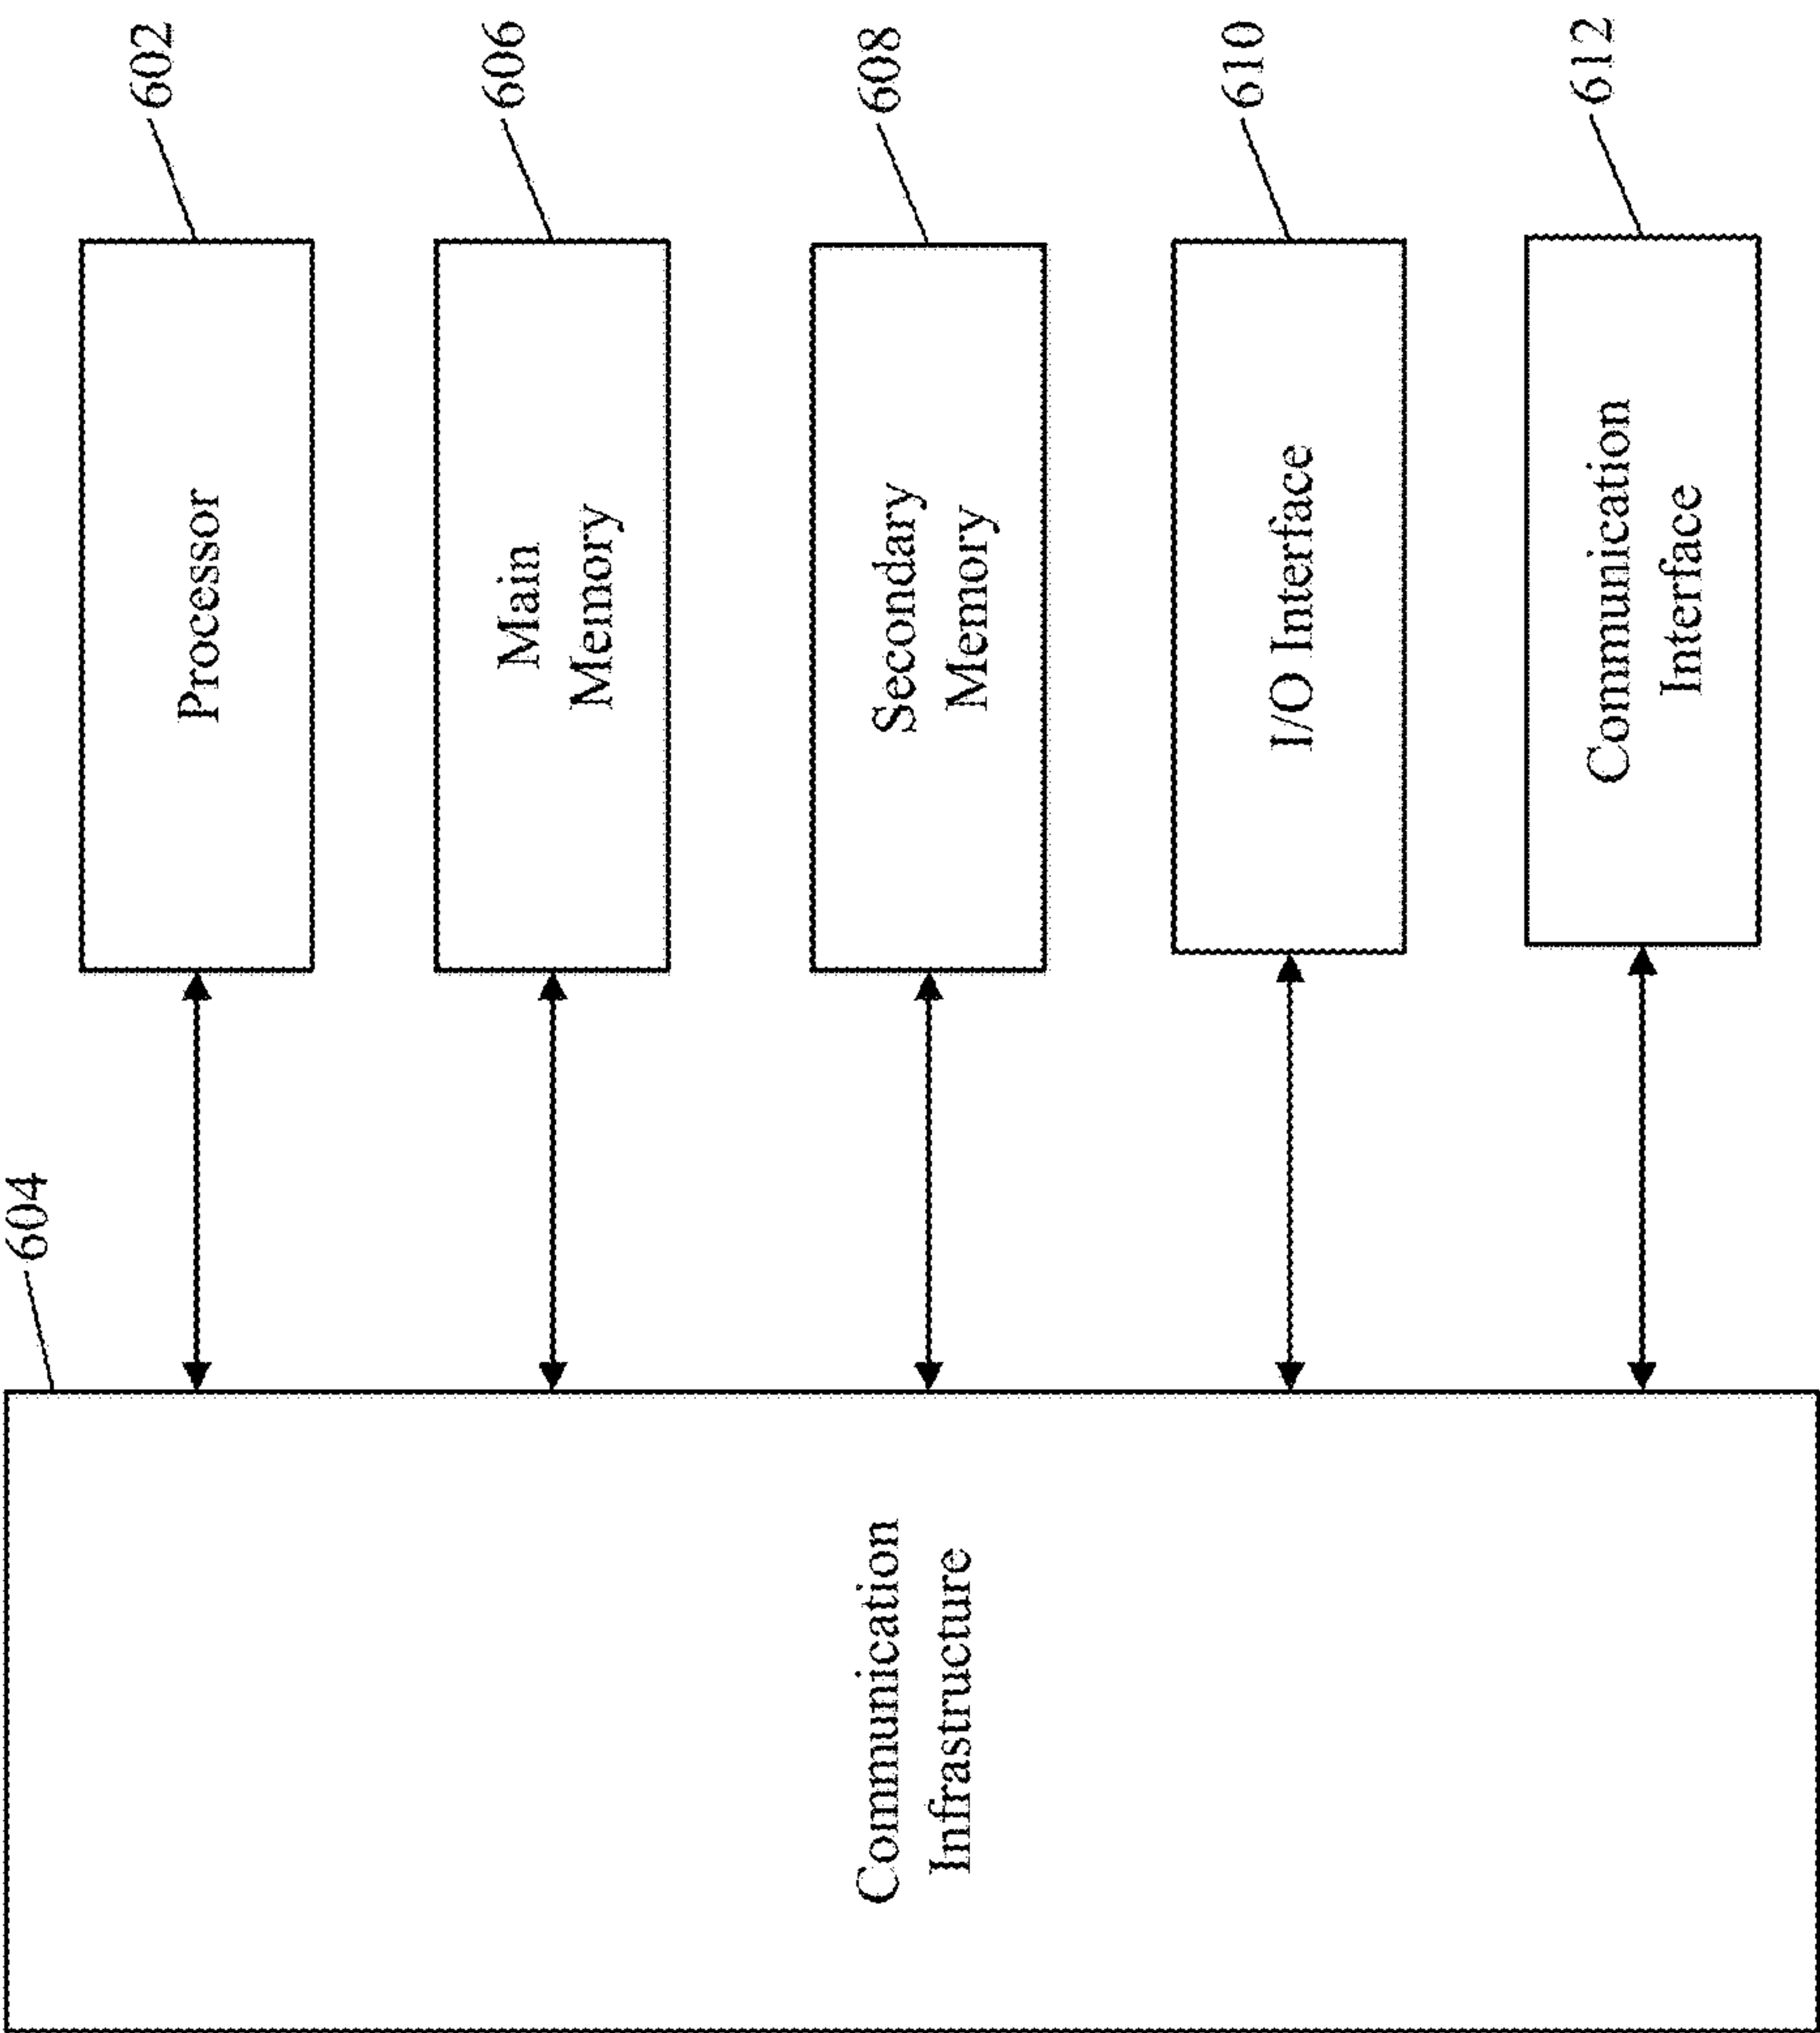 604
Communication
Infrastructure
Processor
602
Main
Memory
606
Secondary
Memory
608
I/O Interface
610
Communication
Interface
612